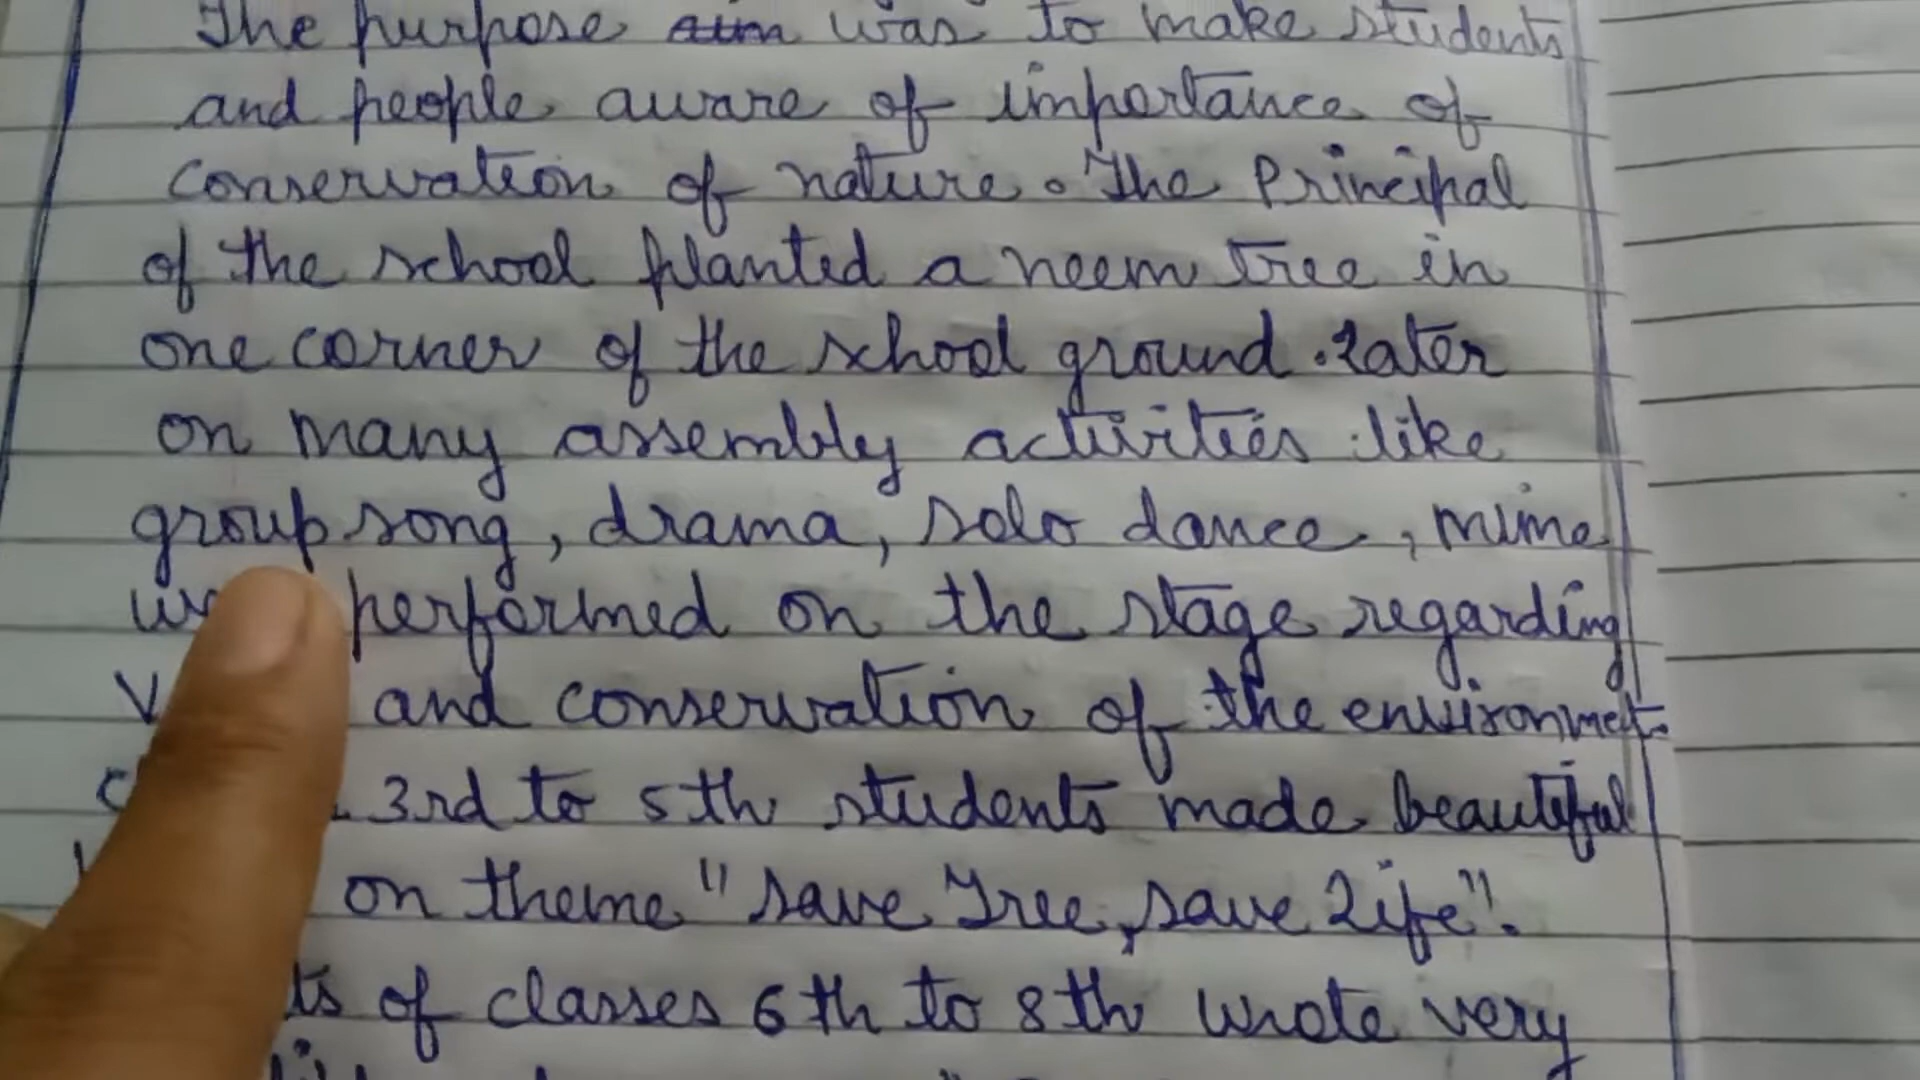 The purpose was to make students
and people aware of importance of
conservation of nature. The Principal
of the school planted a neem tree in
one corner of the school ground. Later
on many assembly activities like
group song, drama, solo dance, mime
performed on the stage regarding
and conservation of the environmet.
3rd to 5th students made beautiful
on theme "Save Tree, save Life".
of classes 6th to 8th wrote very